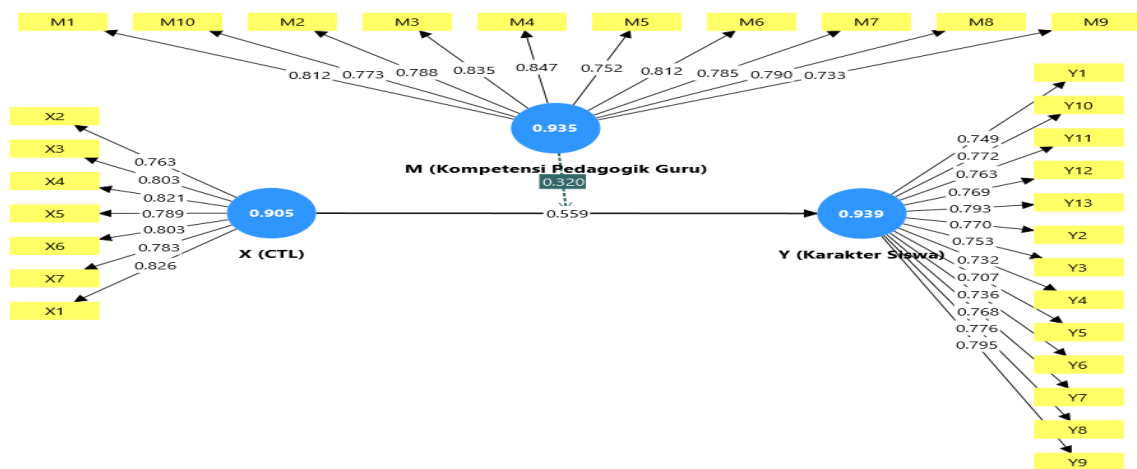 M1 M10 M2 M3 M4 M5 M6 M7 M8 M9
0.812 0.773 0.788 0.835 0.847 0.752 0.812 0.785 0.790 0.733
0.935
M (Kompetensi Pedagogik Guru)
0.320
X2
X3
X4
X5
X6
X7
X1
0.763
0.803
0.821
0.789
0.803
0.783
0.826
0.905
X (CTL)
0.559
0.939
Y (Karakter Siswa)
0.749
0.772
0.763
0.769
0.793
0.770
0.753
0.732
0.707
0.736
0.768
0.776
0.795
Y1
Y10
Y11
Y12
Y13
Y2
Y3
Y4
Y5
Y6
Y7
Y8
Y9